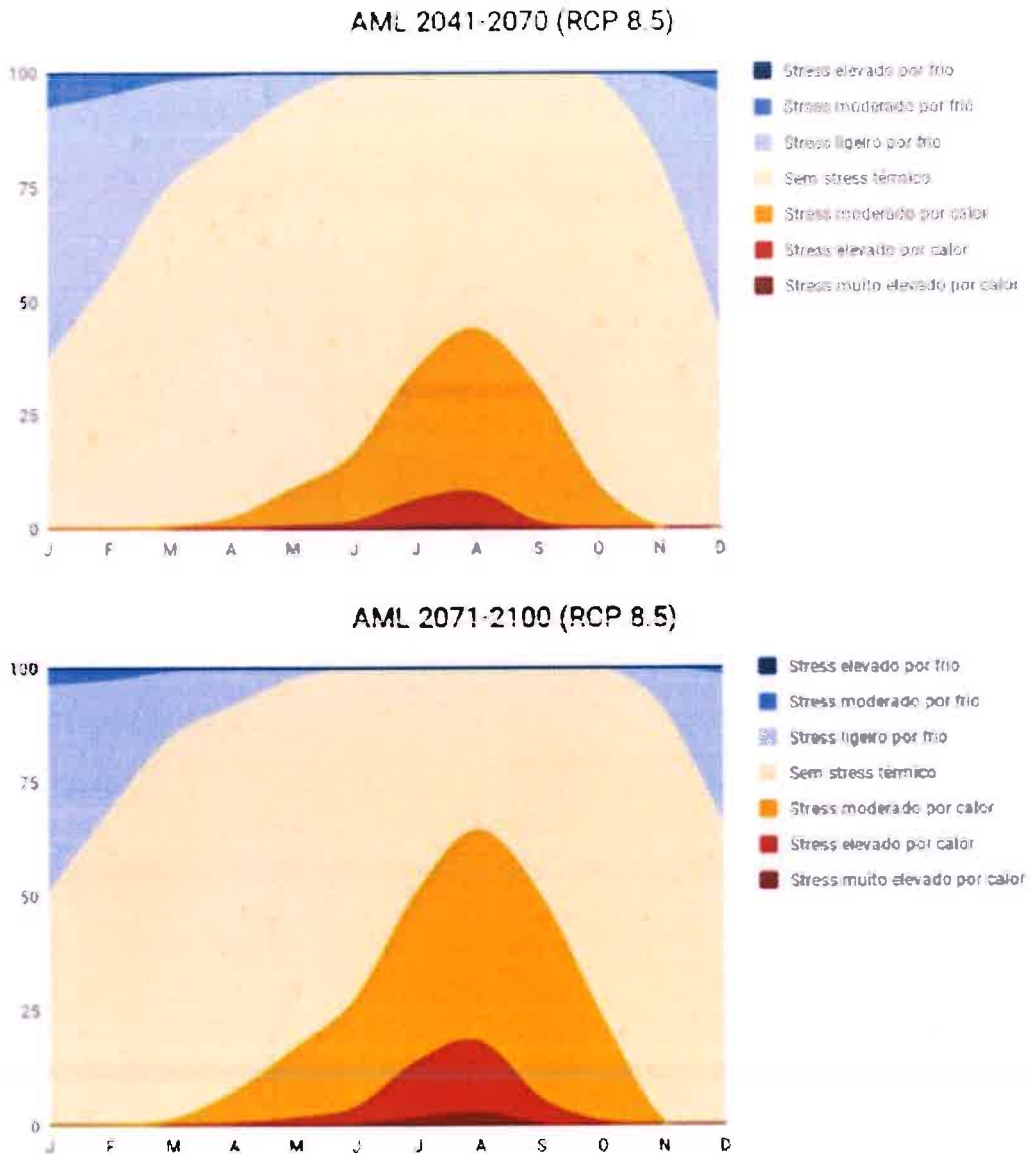 AML 2041-2070 (RCP 8.5)
100
75
50
25
0
J F M A M J J A S O N D
Stress elevado por frio
Stress moderado por frio
Stress ligeiro por frio
Sem stress térmico
Stress moderado por calor
Stress elevado por calor
Stress muito elevado por calor
AML 2071-2100 (RCP 8.5)
100
75
50
25
0
J F M A M J J A S O N D
Stress elevado por frio
Stress moderado por frio
Stress ligeiro por frio
Sem stress térmico
Stress moderado por calor
Stress elevado por calor
Stress muito elevado por calor